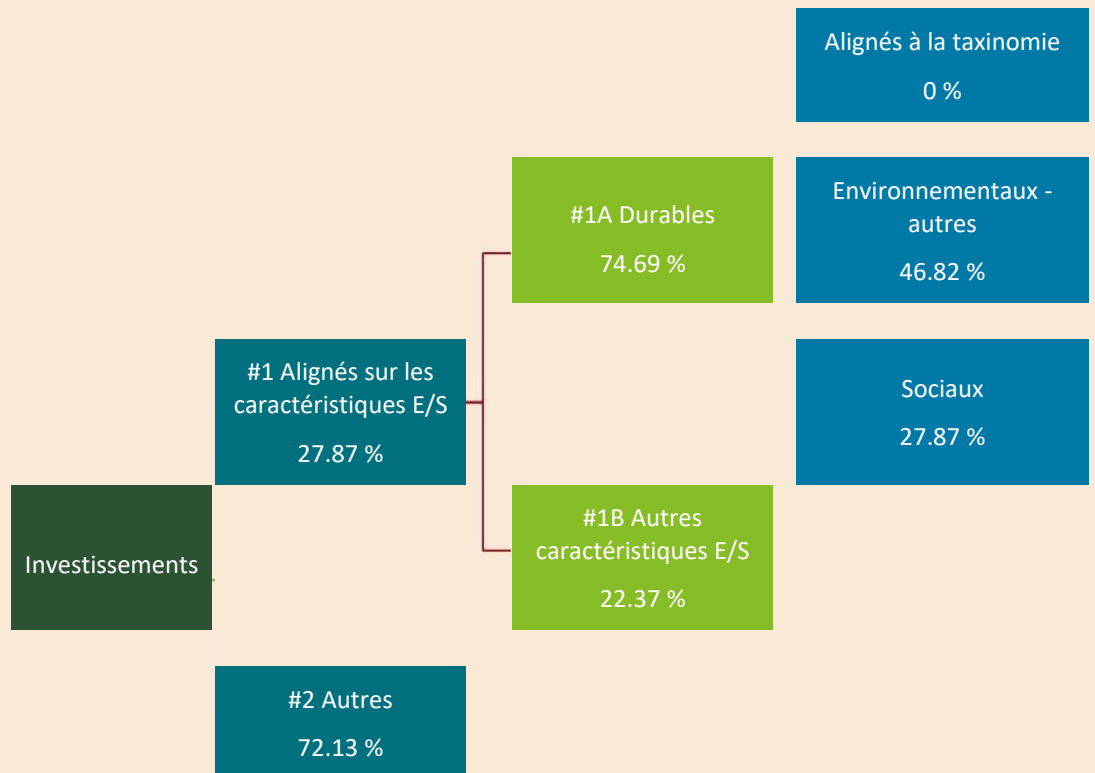 Alignés à la taxinomie
0 %
#1A Durables
74.69 %
Environnementaux -
autres
46.82 %
#1 Alignés sur les
caractéristiques E/S
27.87 %
Sociaux
27.87 %
Investissements
#1B Autres
caractéristiques E/S
22.37 %
#2 Autres
72.13 %